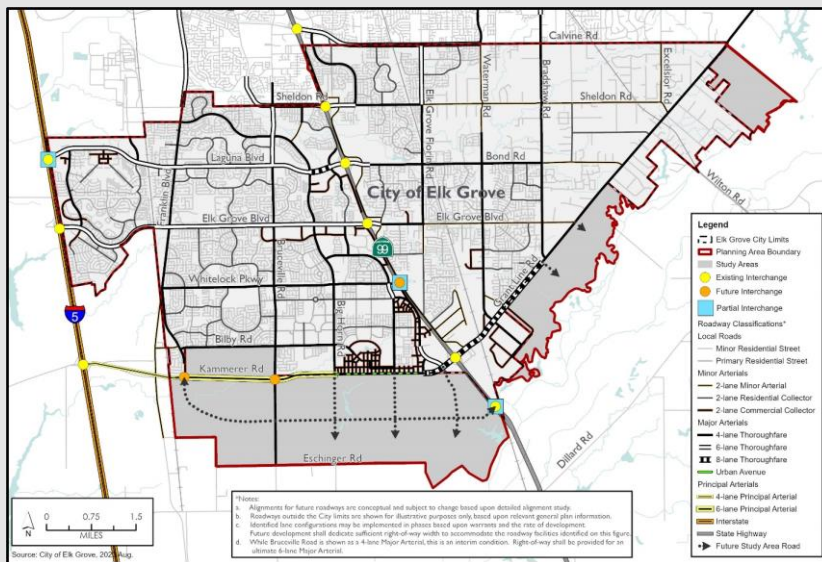 Calvine Rd
Excelsior Rd
Sheldon Rd
Sheldon Rd
Elk Grove Florin Rd
Waterman Rd
Bradshaw Rd
Laguna Blvd
Bond Rd
Wilton Rd
Franklin Blvd
City of Elk Grove
Elk Grove Blvd
Elk Grove Blvd
99
Bruceville Rd
Whitelock Pkwy
Grant Line Rd
5
Big Horn Rd
Bilby Rd
Kammerer Rd
Eschinger Rd
Dillard Rd
Legend
Elk Grove City Limits
Planning Area Boundary
Study Areas
Existing Interchange
Future Interchange
Partial Interchange
Roadway Classifications*
Local Roads
Minor Residential Street
Primary Residential Street
Minor Arterials
2-lane Minor Arterial
2-lane Residential Collector
2-lane Commercial Collector
Major Arterials
4-lane Thoroughfare
6-lane Thoroughfare
8-lane Thoroughfare
Urban Avenue
Principal Arterials
4-lane Principal Arterial
6-lane Principal Arterial
Interstate
State Highway
Future Study Area Road
N
0 0.75 1.5
MILES
Source: City of Elk Grove, Aug.
*Notes:
a. Alignments for future roadways are conceptual and subject to change based upon detailed alignment study.
b. Roadways outside the City limits are shown for illustrative purposes only, based upon relevant general plan information.
c. Identified lane configurations may be implemented in phases based upon warrants and the rate of development.
Future development shall dedicate sufficient right-of-way width to accommodate the roadway facilities identified on this figure.
d. While Bruceville Road is shown as a 4-lane Major Arterial, this is an interim condition. Right-of-way shall be provided for an
ultimate 6-lane Major Arterial.